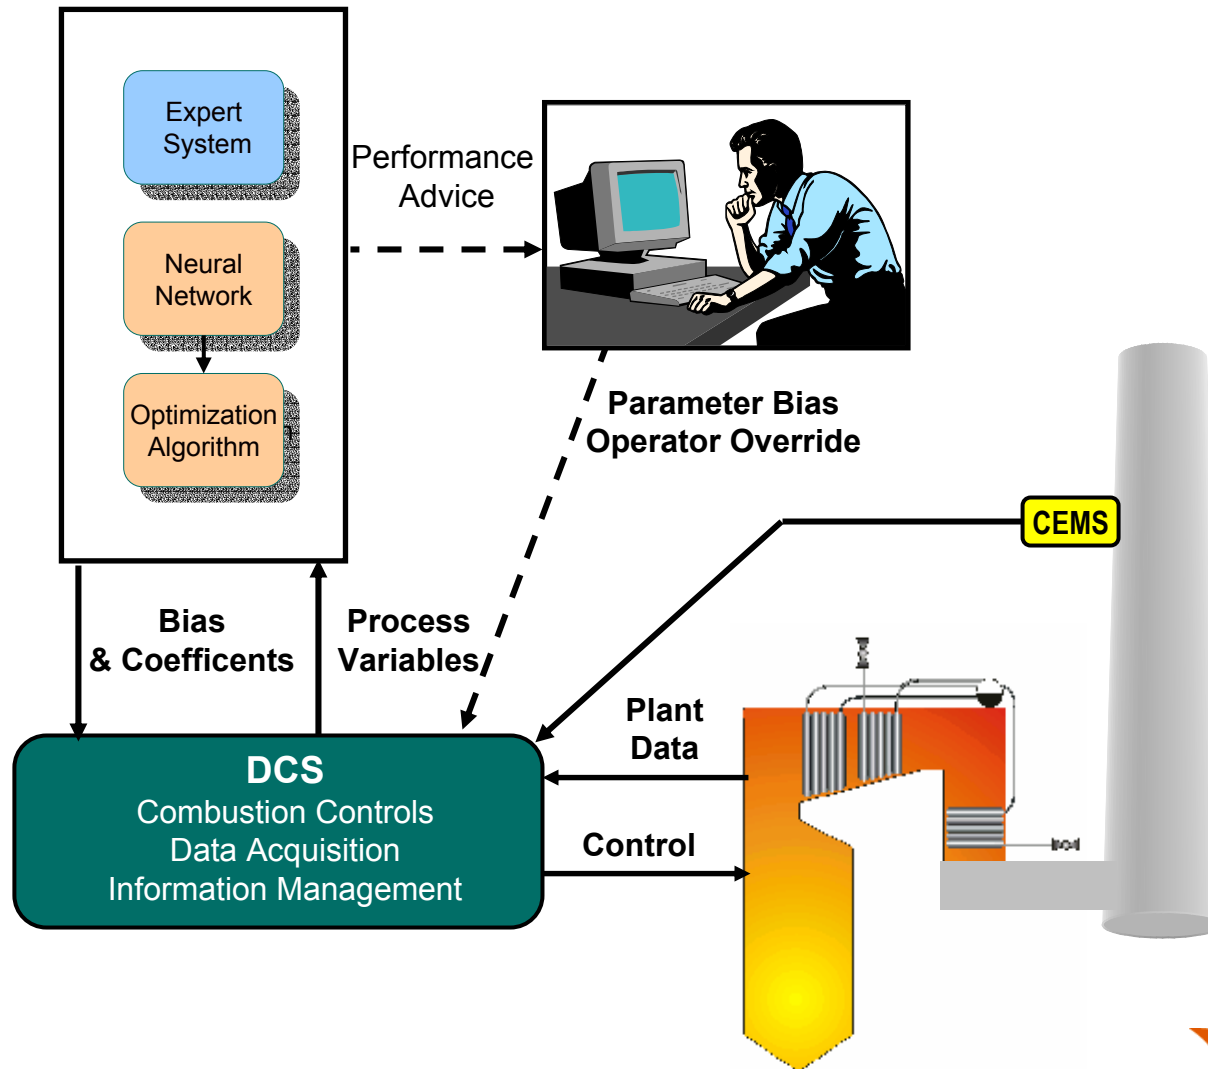 Expert
System
Performance
Advice
Neural
Network
Optimization
Algorithm
Parameter Bias
Operator Override
CEMS
Bias
& Coefficents
Process
Variables
Plant
Data
DCS
Combustion Controls
Data Acquisition
Information Management
Control